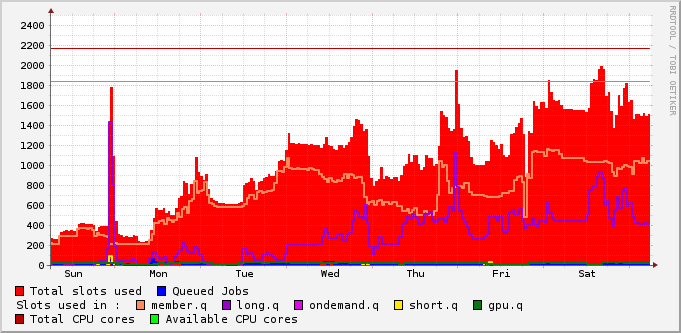 RRDTOOL / TOBI OETIKER
2400
2200
2000
1800
1600
1400
1200
1000
800
600
400
200
0
Sun Mon Tue Wed Thu Fri Sat
Total slots used Queued Jobs
Slots used in : member.q long.q ondemand.q short.q gpu.q
Total CPU cores Available CPU cores